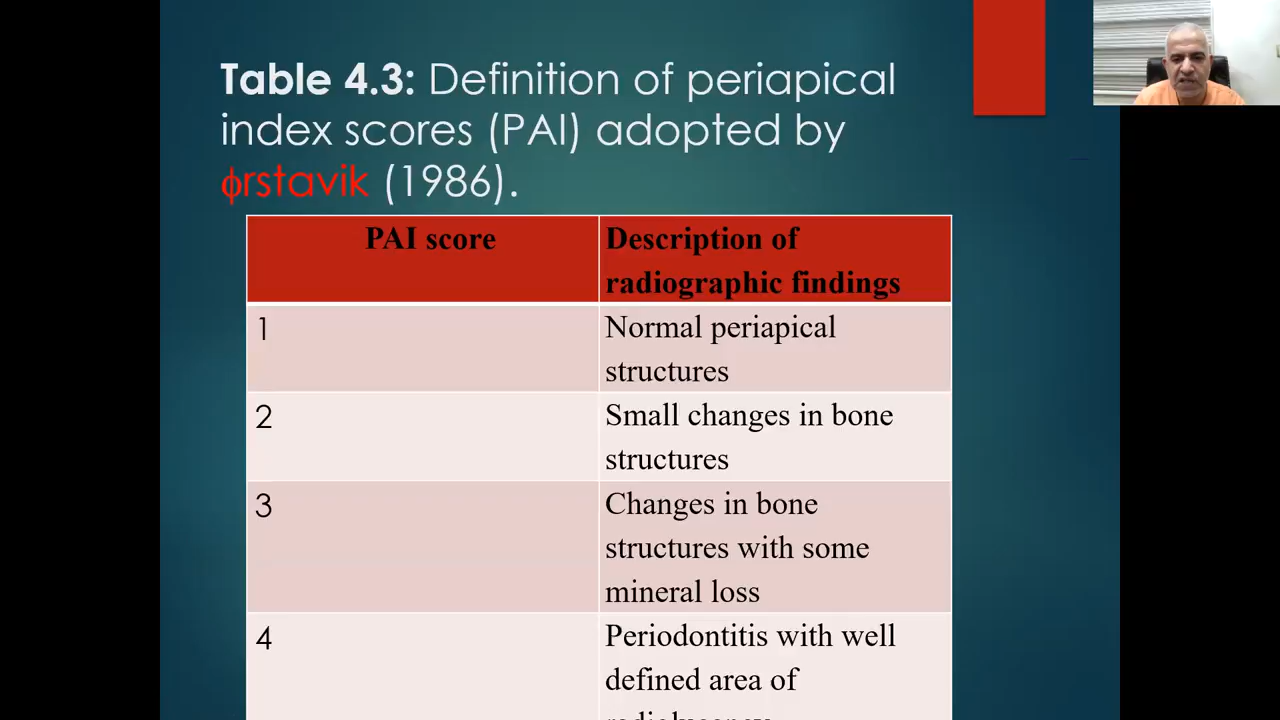 Table 4.3: Definition of periapical
index scores (PAI) adopted by
ϕrstavik (1986).
PAI score
Description of
radiographic findings
1
Normal periapical
structures
2
Small changes in bone
structures
3
Changes in bone
structures with some
mineral loss
4
Periodontitis with well
defined area of